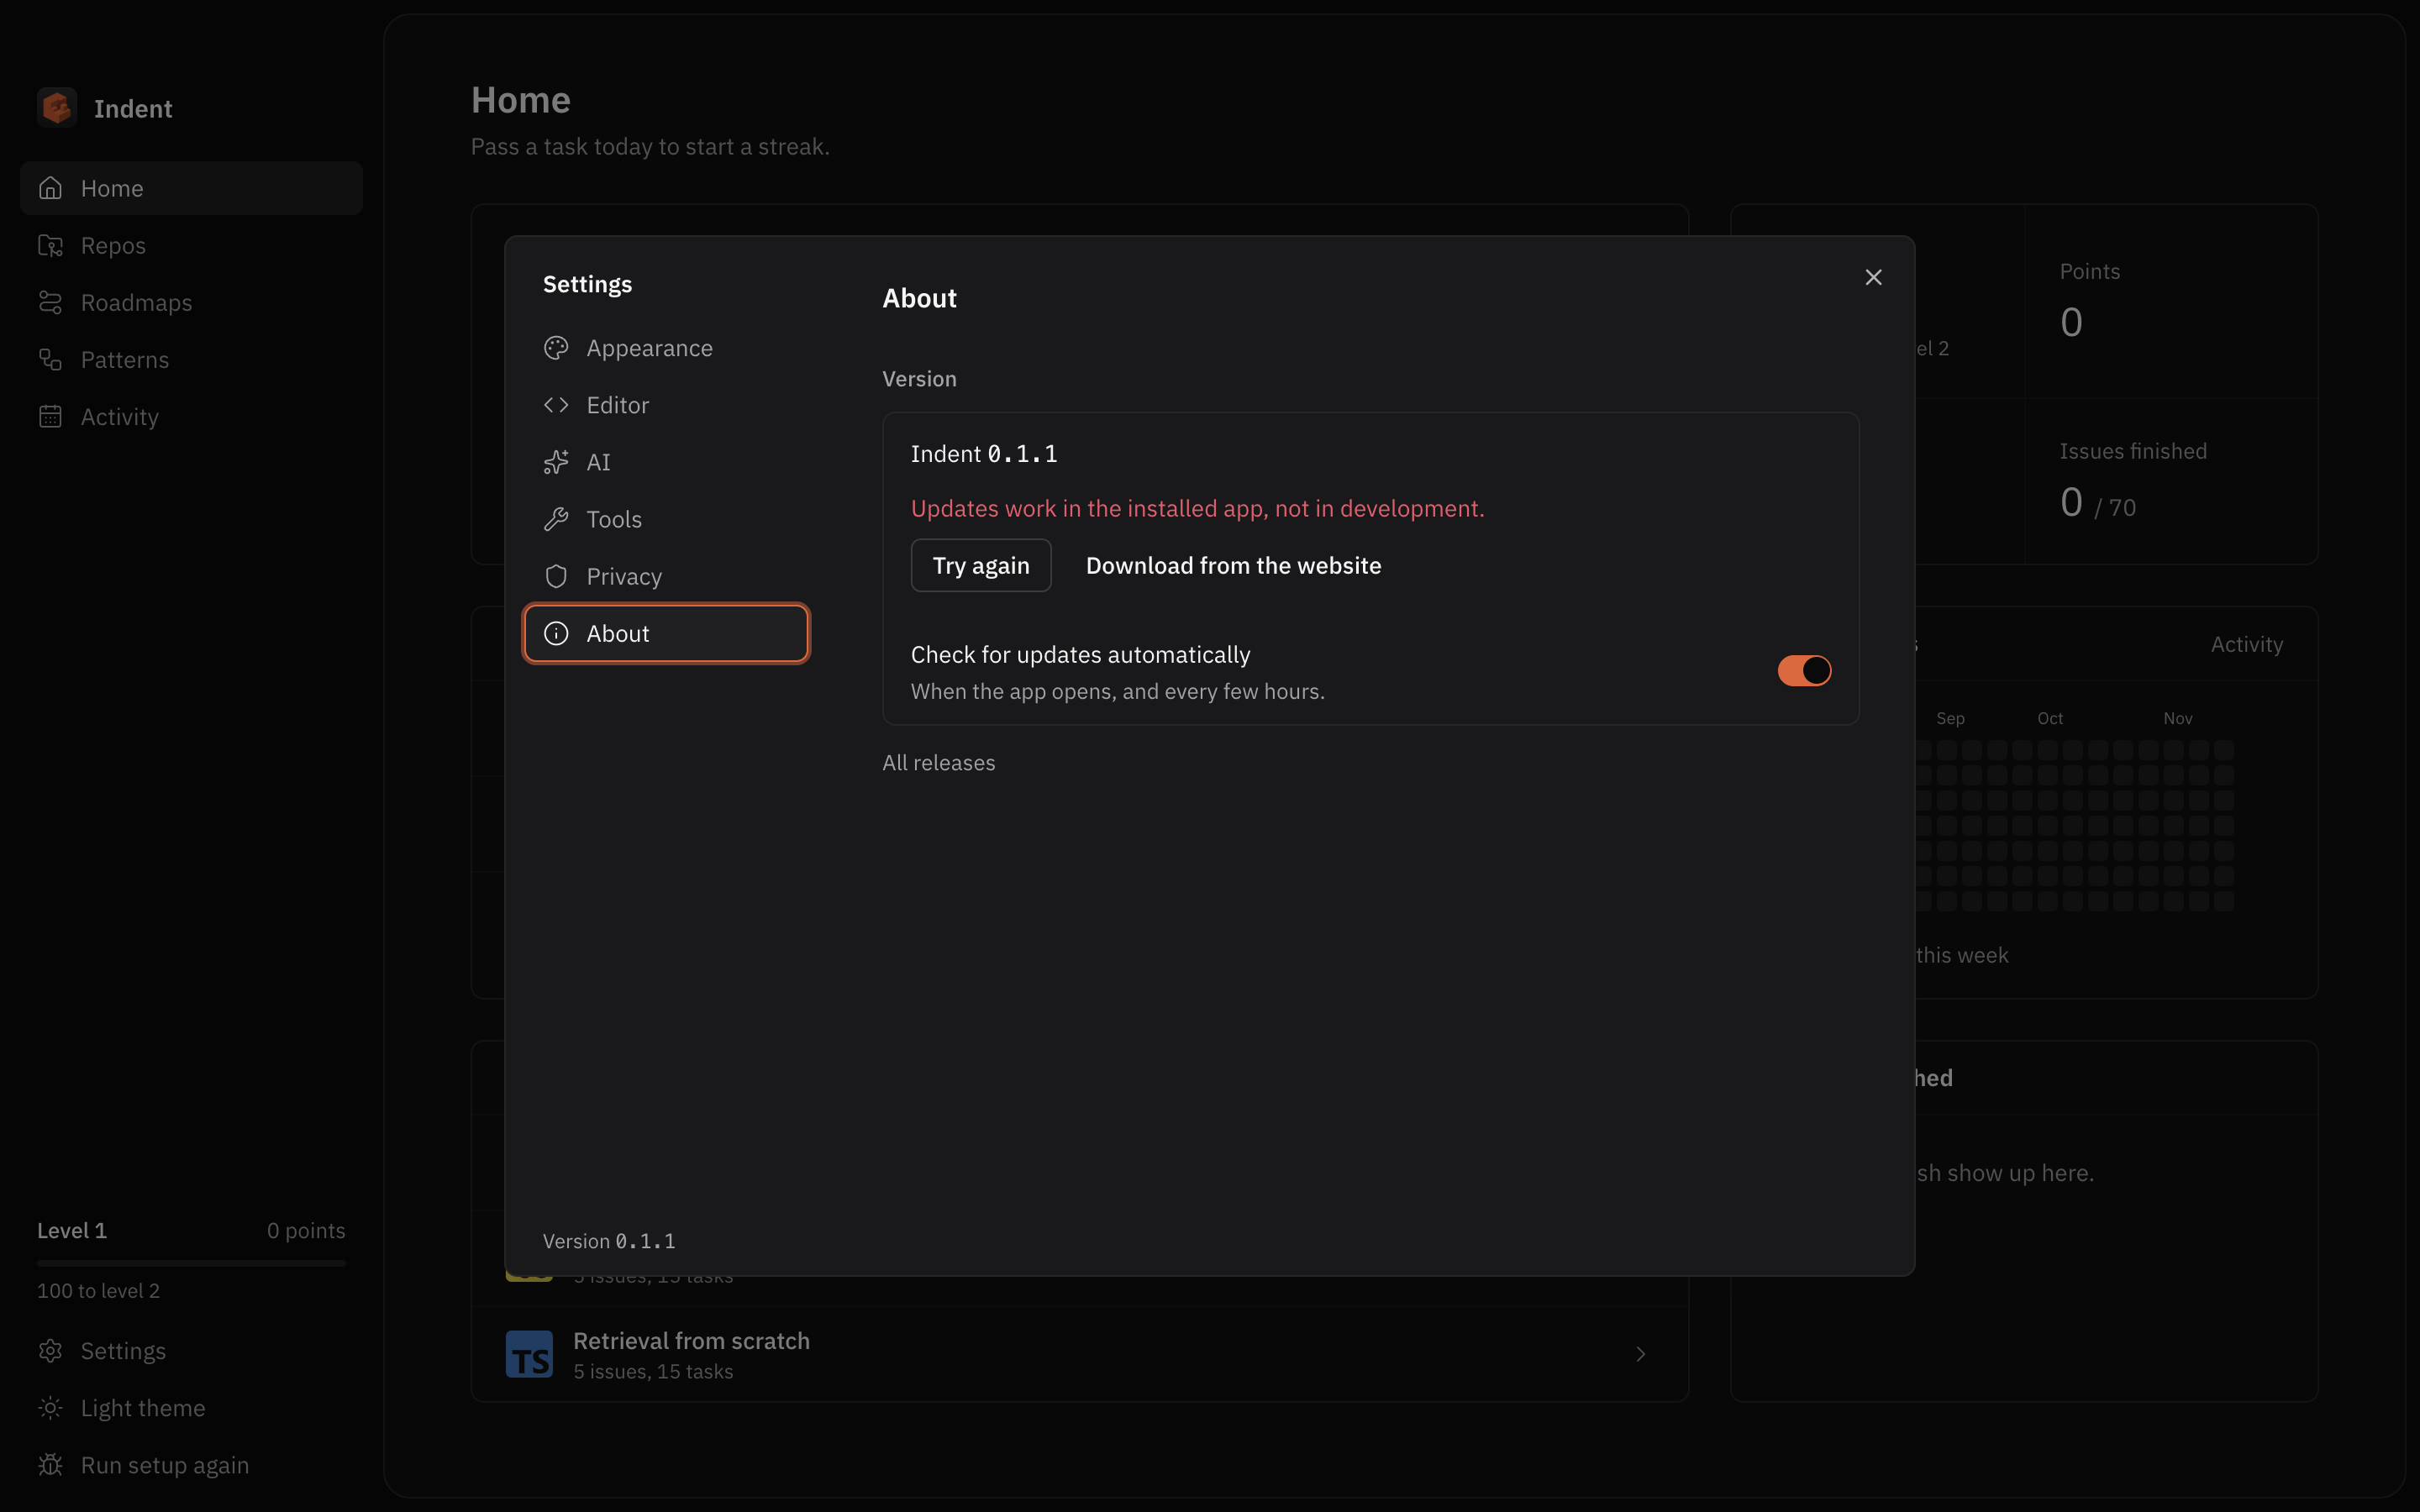 Indent
Home
Repos
Roadmaps
Patterns
Activity
Level 1
0 points
100 to level 2
Settings
Light theme
Run setup again
Home
Pass a task today to start a streak.
Points
0
Issues finished
0 / 70
Activity
Sep Oct Nov
this week
show up here.
5 issues, 15 tasks
TS
Retrieval from scratch
5 issues, 15 tasks
Settings
Appearance
Editor
AI
Tools
Privacy
About
Version 0.1.1
About
Version
Indent 0.1.1
Updates work in the installed app, not in development.
Try again
Download from the website
Check for updates automatically
When the app opens, and every few hours.
All releases